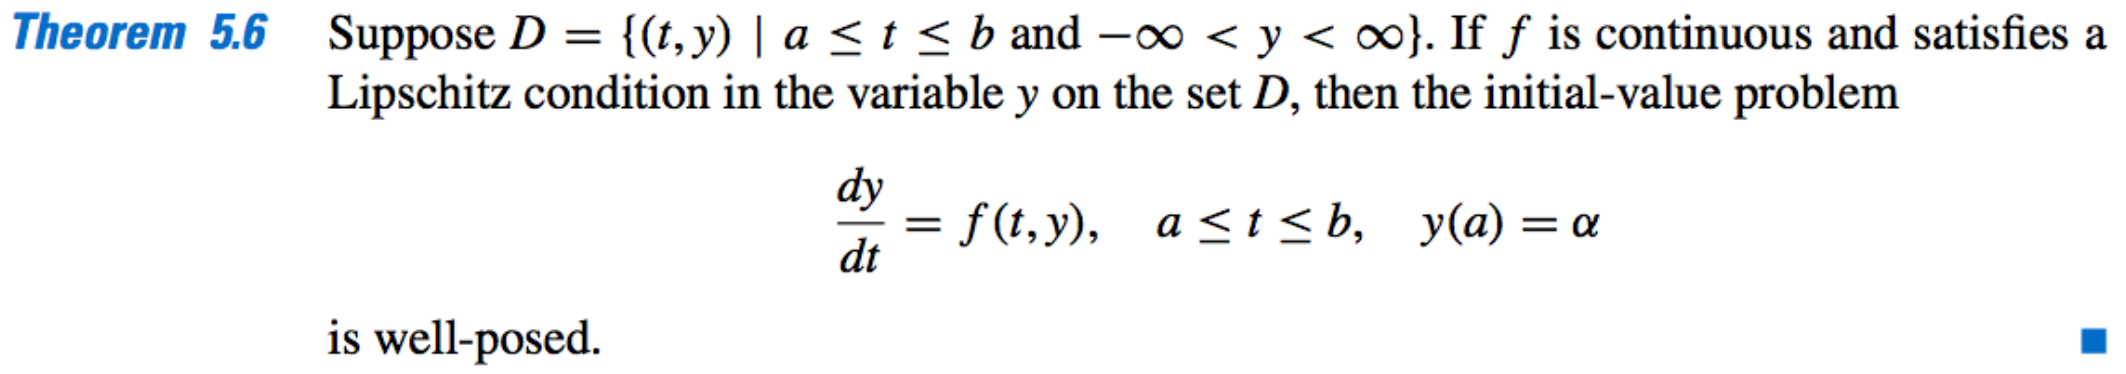 Theorem 5.6 Suppose D = {(t, y) | a ≤ t ≤ b and −∞ < y < ∞}. If f is continuous and satisfies a
Lipschitz condition in the variable y on the set D, then the initial-value problem
dy/dt = f(t, y), a ≤ t ≤ b, y(a) = α
is well-posed.